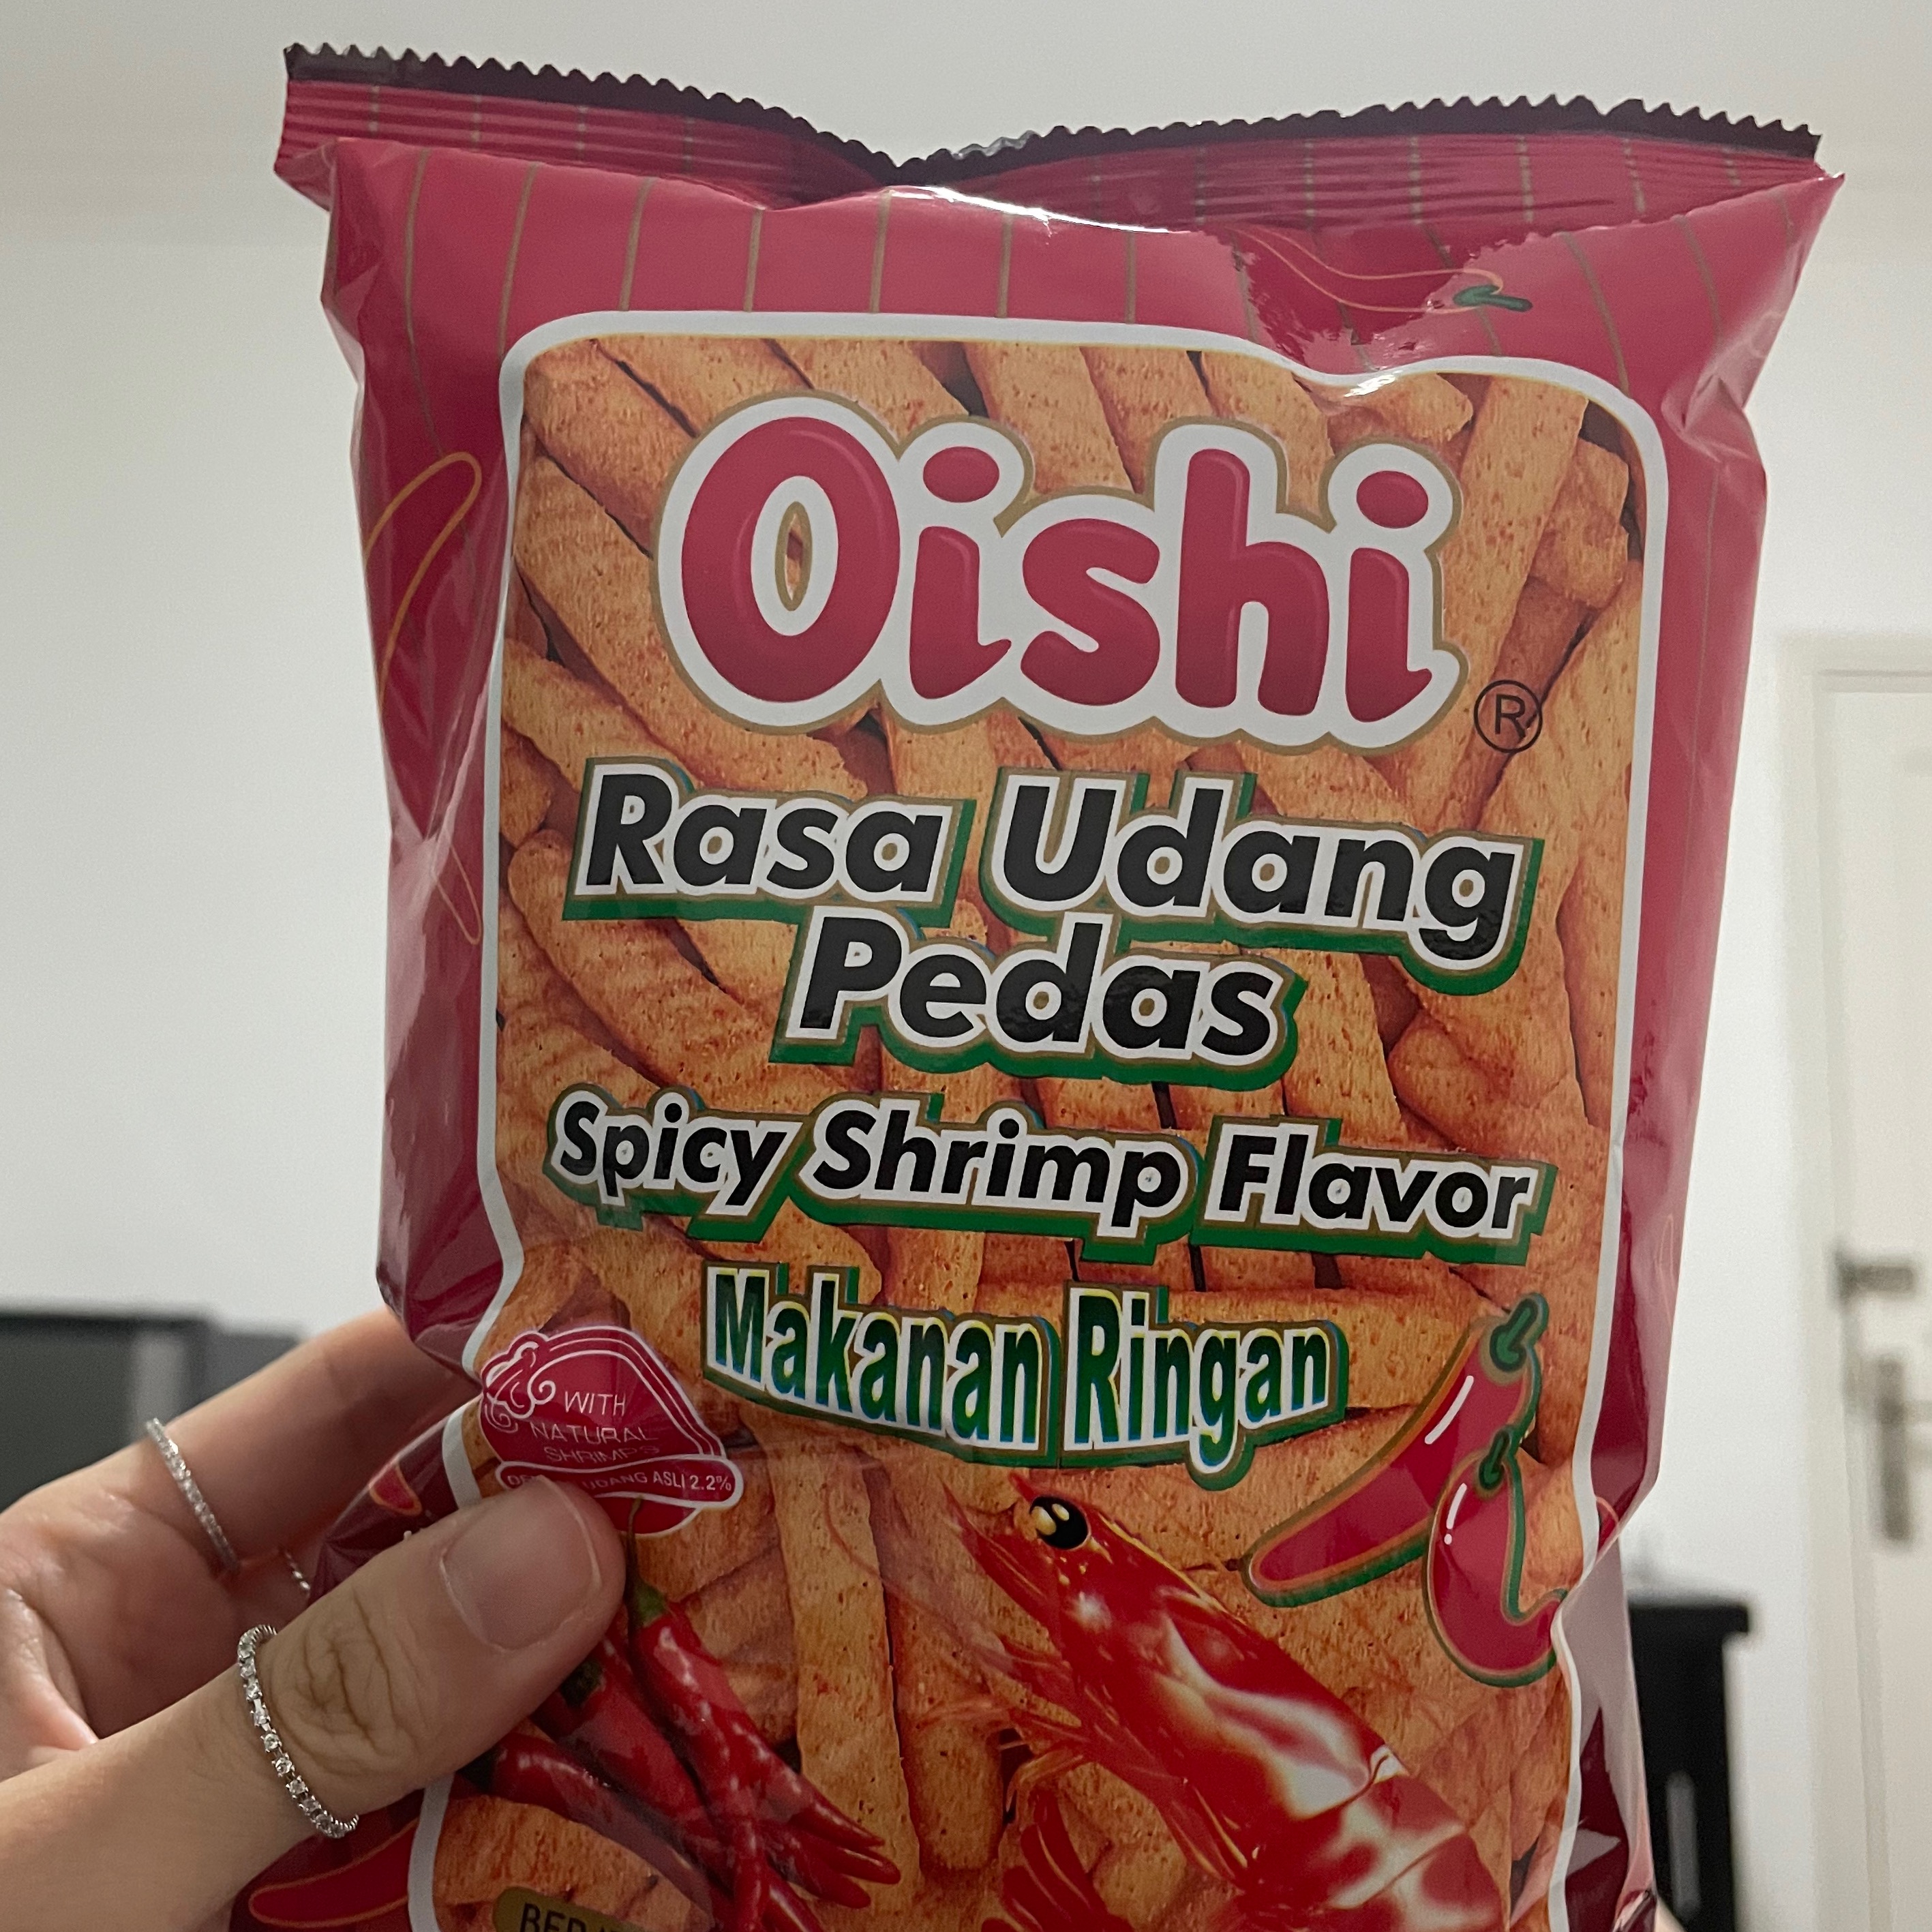 Oishi
®
Rasa Udang
Pedas
Spicy Shrimp Flavor
Makanan Ringan
WITH
NATURAL
SHRIMPS
UDANG ASLI 2.2%